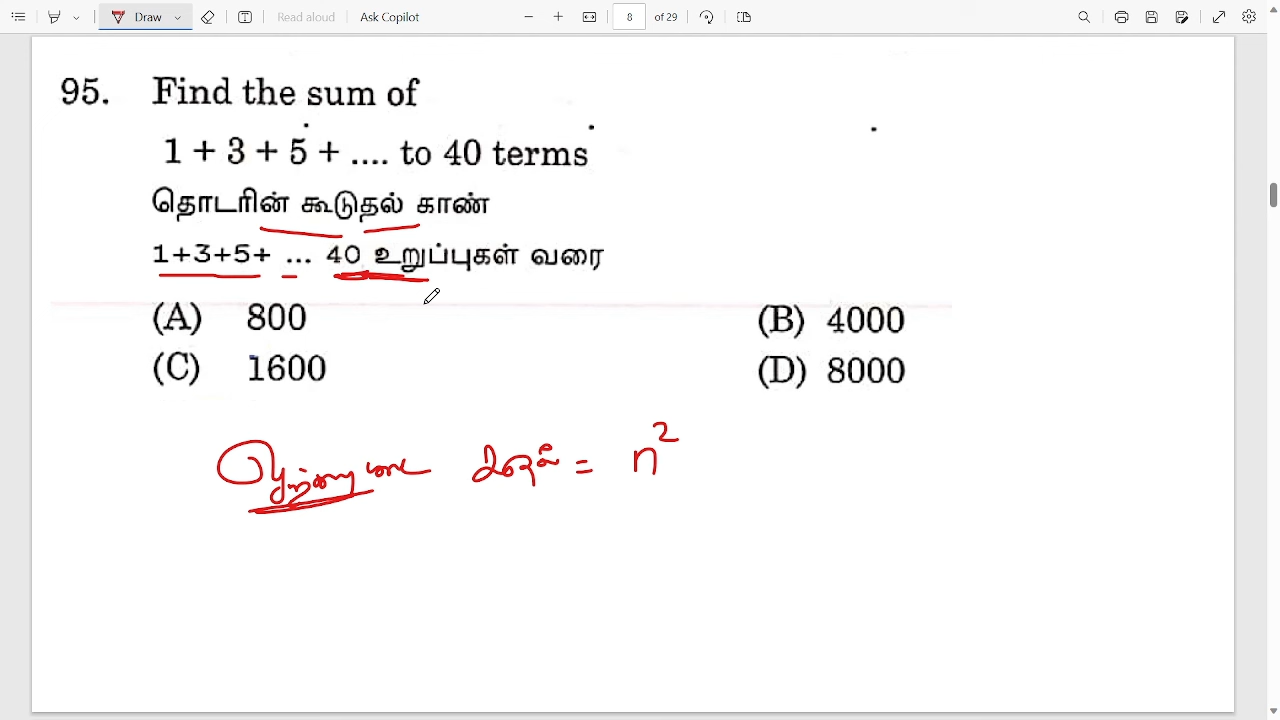 Draw Read aloud Ask Copilot 8 of 29
95. Find the sum of
1 + 3 + 5 + .... to 40 terms
தொடரின் கூடுதல் காண்
1+3+5+ ... 40 உறுப்புகள் வரை
(A) 800 (B) 4000
(C) 1600 (D) 8000
= n²